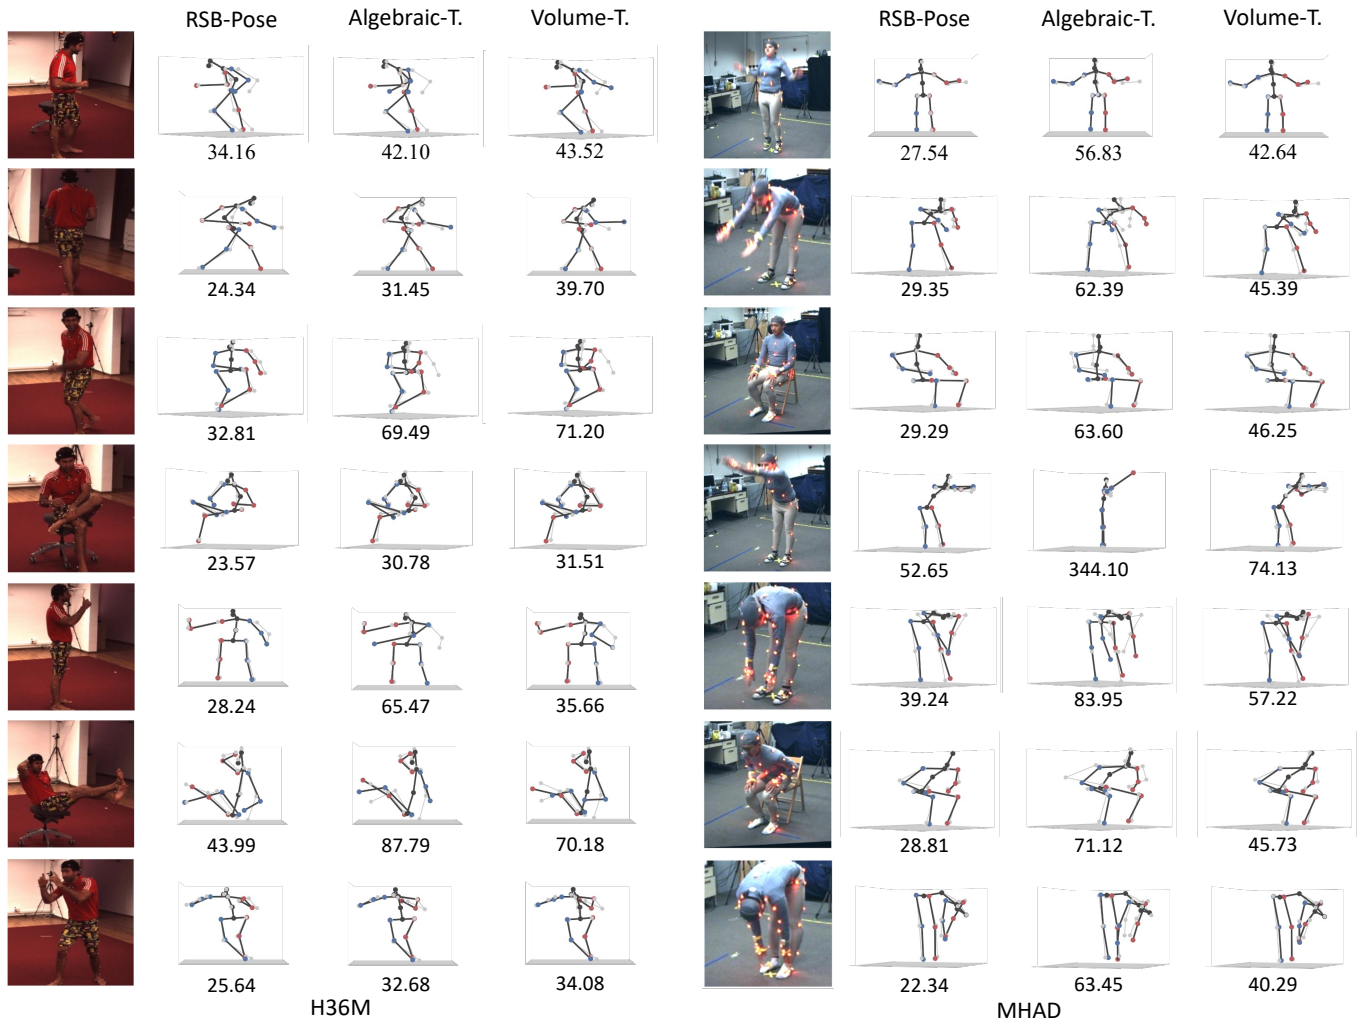 RSB-Pose Algebraic-T. Volume-T. RSB-Pose Algebraic-T. Volume-T.
34.16 42.10 43.52 27.54 56.83 42.64
24.34 31.45 39.70 29.35 62.39 45.39
32.81 69.49 71.20 29.29 63.60 46.25
23.57 30.78 31.51 52.65 344.10 74.13
28.24 65.47 35.66 39.24 83.95 57.22
43.99 87.79 70.18 28.81 71.12 45.73
25.64 32.68 34.08 22.34 63.45 40.29
H36M MHAD